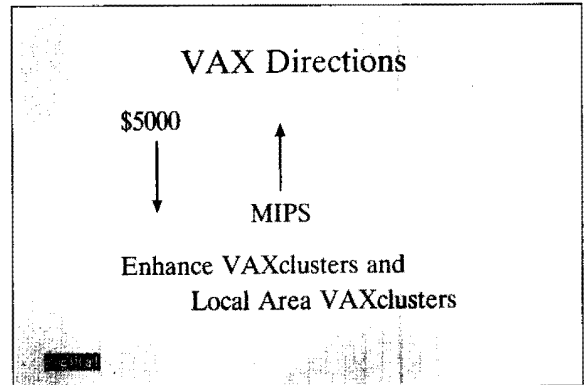 VAX Directions
$5000
MIPS
Enhance VAXclusters and
Local Area VAXclusters